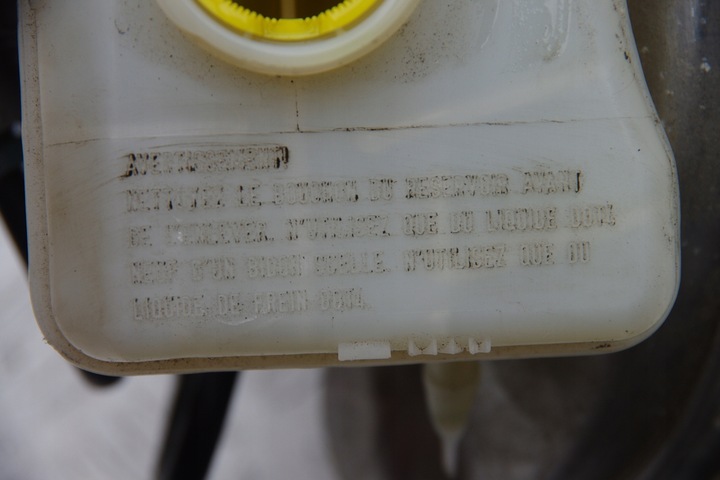 AVERTISSEMENT
NETTOYEZ LE BOUCHON DU RESERVOIR AVANT
DE L'ENLEVER. N'UTILISEZ QUE DU LIQUIDE DOT4
NEUF D'UN BIDON SCELLE. N'UTILISEZ QUE DU
LIQUIDE DE FREIN DOT4.